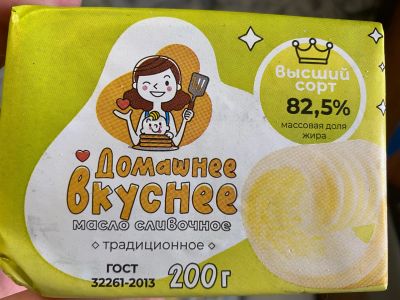 высший
сорт
82,5%
массовая доля
жира
Домашнее
вкуснее
масло сливочное
традиционное
ГОСТ
32261-2013
200г